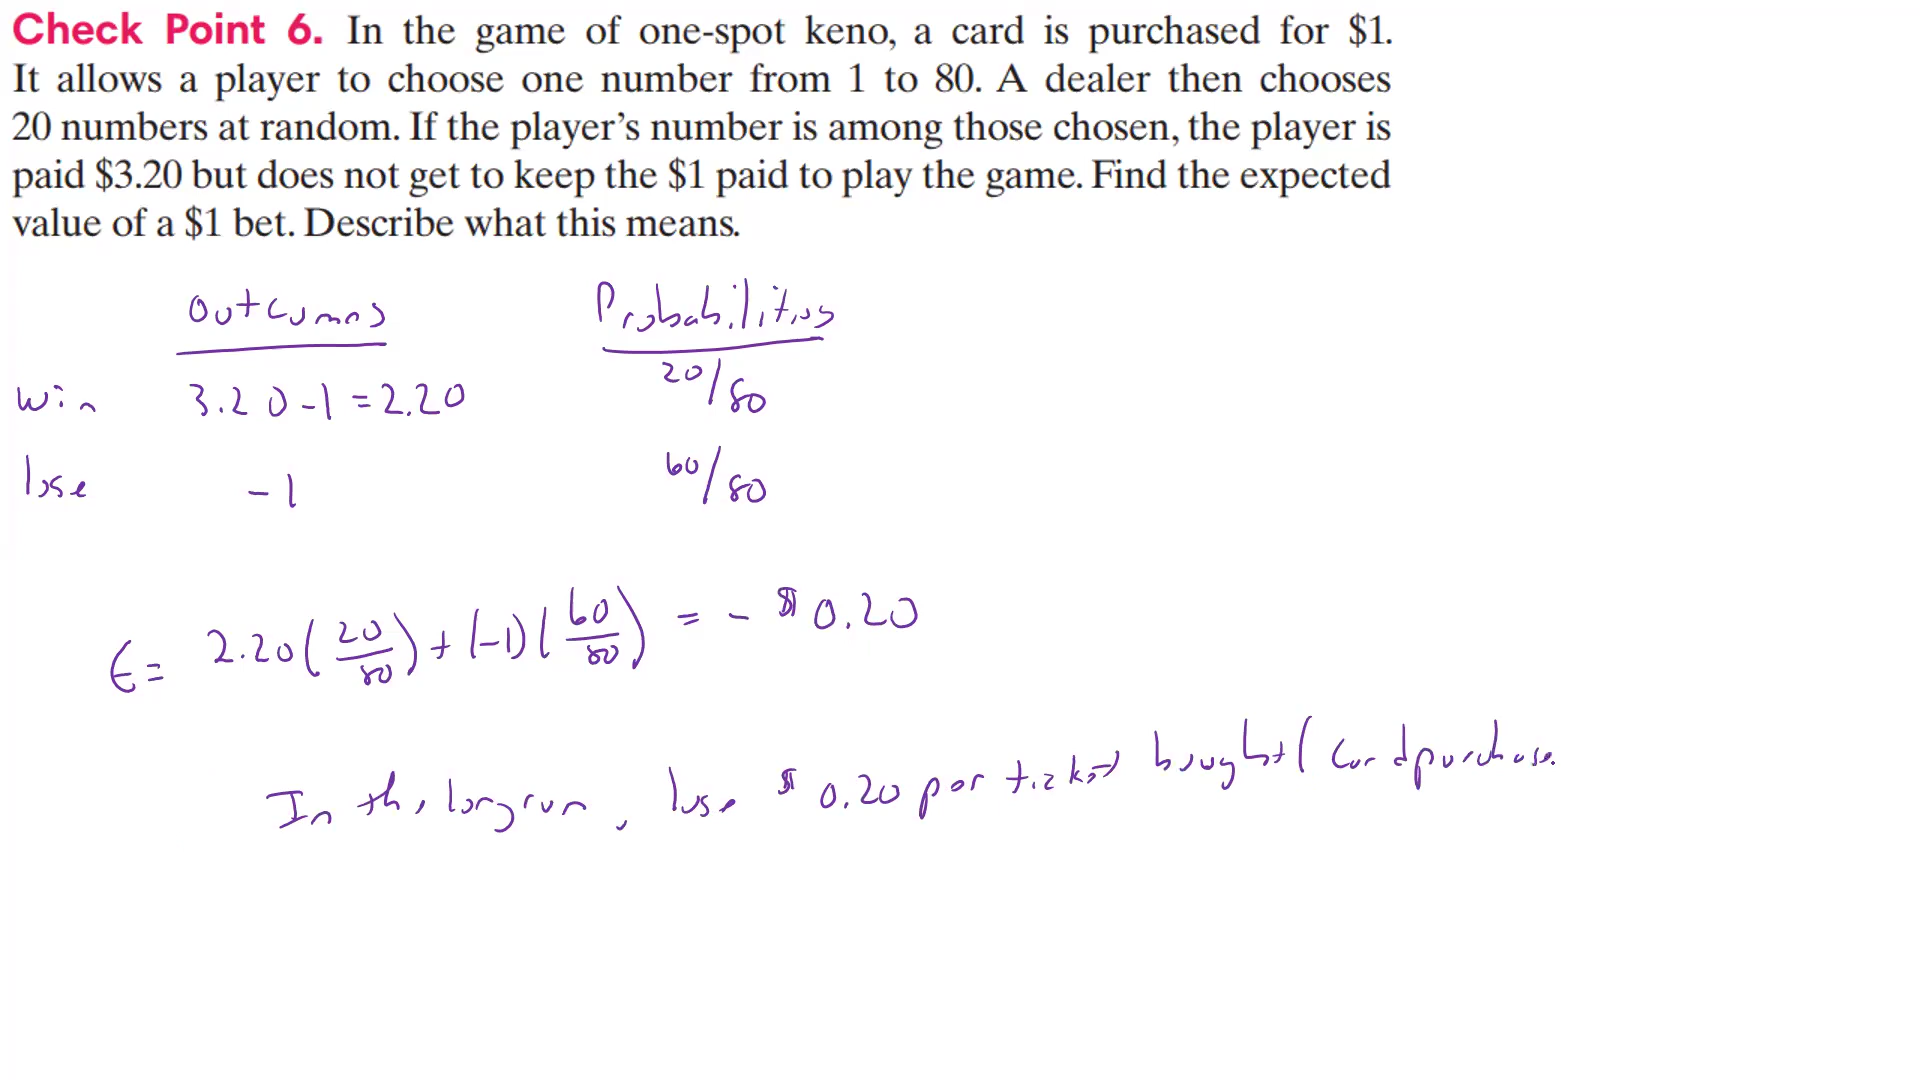 Check Point 6. In the game of one-spot keno, a card is purchased for $1.
It allows a player to choose one number from 1 to 80. A dealer then chooses
20 numbers at random. If the player's number is among those chosen, the player is
paid $3.20 but does not get to keep the $1 paid to play the game. Find the expected
value of a $1 bet. Describe what this means.
Outcomes Probabilities
win 3.20-1=2.20 20/80
lose -1 60/80
E= 2.20(20/80)+(-1)(60/80) = -$0.20
In the long run, lose $0.20 per ticket bought/card purchase.